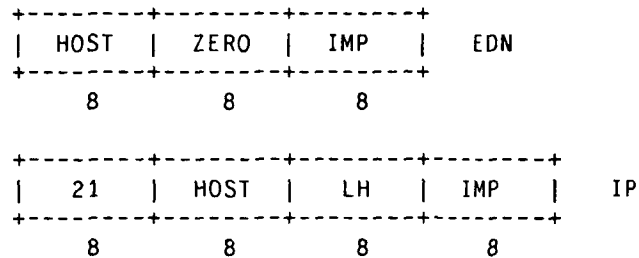 +--------+--------+--------+
| HOST | ZERO | IMP | EDN
+--------+--------+--------+
8 8 8
+--------+--------+--------+--------+
| 21 | HOST | LH | IMP | IP
+--------+--------+--------+--------+
8 8 8 8